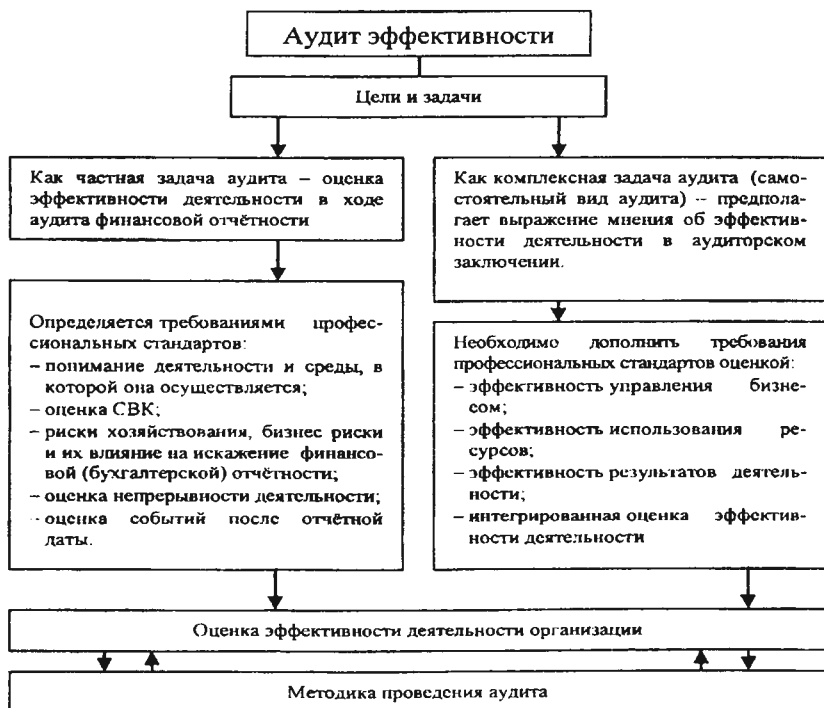 Аудит эффективности
Цели и задачи
Как частная задача аудита – оценка
эффективности деятельности в ходе
аудита финансовой отчётности
Как комплексная задача аудита (само-
стоятельный вид аудита) – предпола-
гает выражение мнения об эффектив-
ности деятельности в аудиторском
заключении.
Определяется требованиями профес-
сиональных стандартов:
– понимание деятельности и среды, в
которой она осуществляется;
– оценка СВК;
– риски хозяйствования, бизнес риски
и их влияние на искажение финансо-
вой (бухгалтерской) отчётности;
– оценка непрерывности деятельности;
– оценка событий после отчётной
даты.
Необходимо дополнить требования
профессиональных стандартов оценкой:
– эффективность управления бизне-
сом;
– эффективность использования ре-
сурсов;
– эффективность результатов деятель-
ности;
– интегрированная оценка эффектив-
ности деятельности
Оценка эффективности деятельности организации
Методика проведения аудита